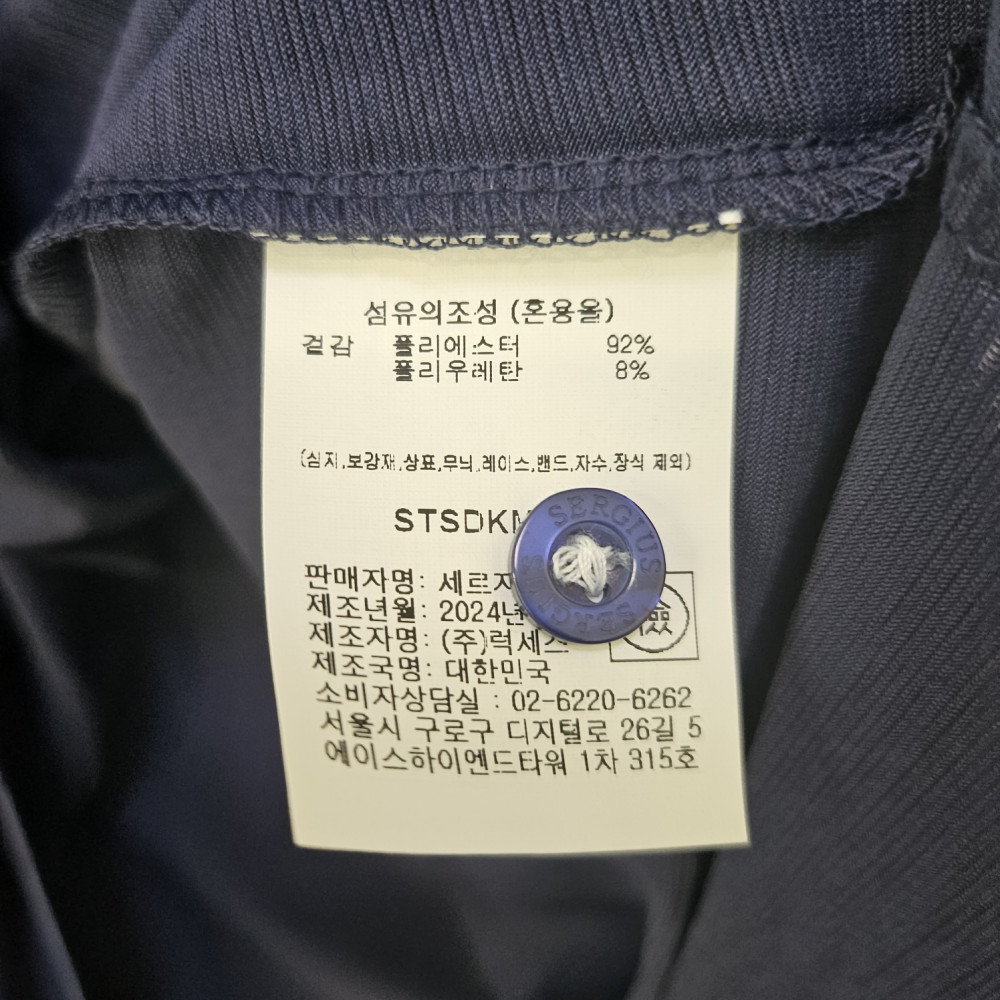 섬유의조성 (혼용율)
겉감 폴리에스터 92%
폴리우레탄 8%
(심지,보강재,상표,무늬,레이스,밴드,자수,장식 제외)
판매자명:
제조년월: 2024년
제조자명: (주)럭세스
제조국명: 대한민국
소비자상담실 : 02-6220-6262
서울시 구로구 디지털로 26길 5
에이스하이엔드타워 1차 315호
SERGIUS
SERGIUS
檢